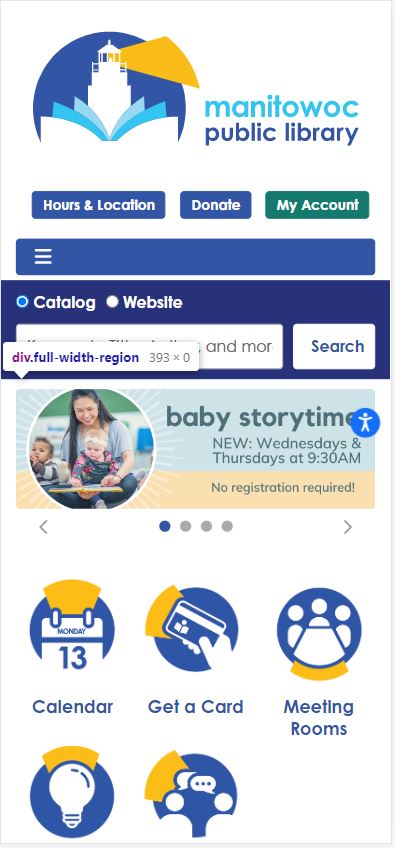 manitowoc
public library
Hours & Location
Donate
My Account
Catalog
Website
and mor
Search
div.full-width-region 393 × 0
baby storytime
NEW: Wednesdays &
Thursdays at 9:30AM
No registration required!
MONDAY
13
Calendar
Get a Card
Meeting
Rooms